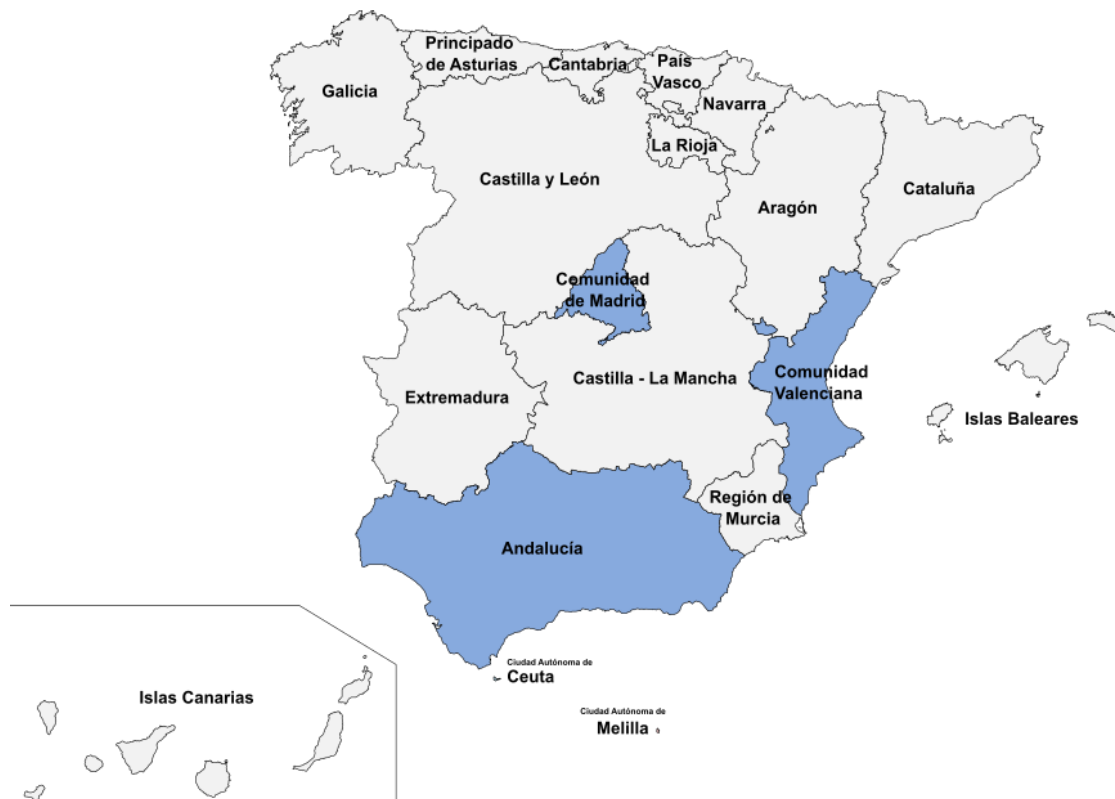 Principado
de Asturias
Cantabria
País
Vasco
Galicia
Navarra
La Rioja
Castilla y León
Cataluña
Aragón
Comunidad
de Madrid
Castilla - La Mancha
Comunidad
Valenciana
Extremadura
Islas Baleares
Región de
Murcia
Andalucía
Ciudad Autónoma de
Ceuta
Islas Canarias
Ciudad Autónoma de
Melilla